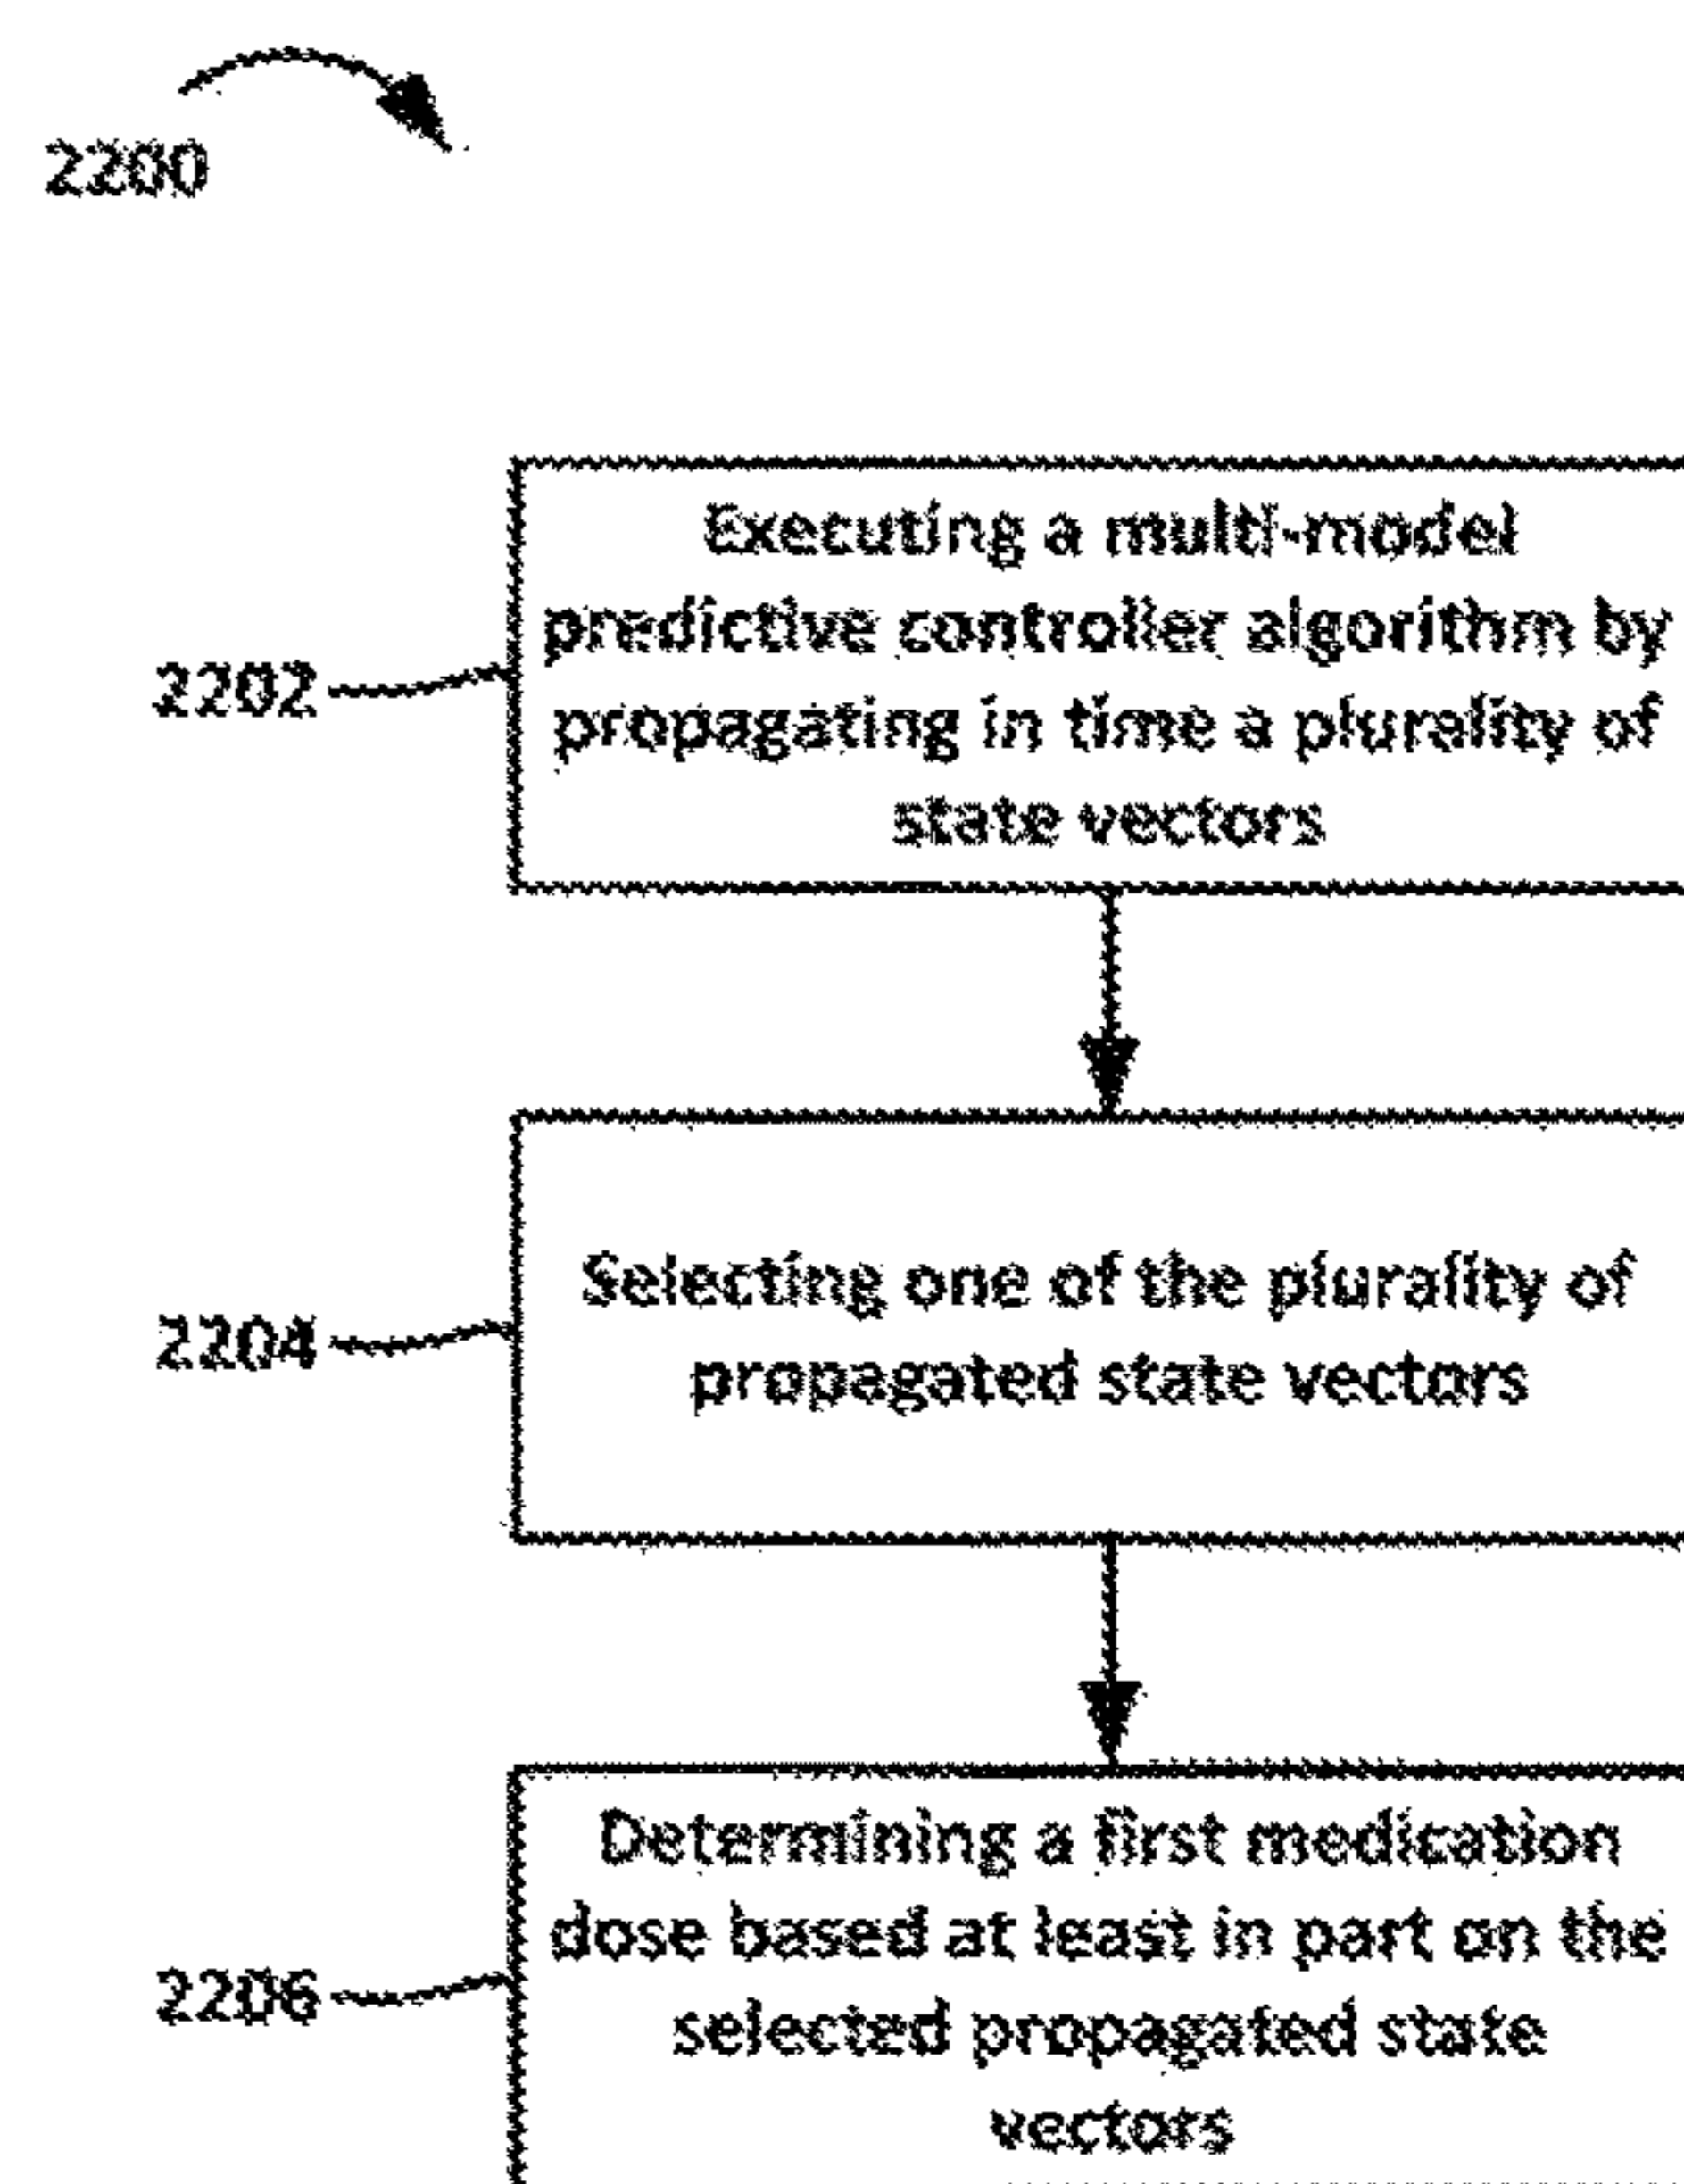 2200
Executing a multi-model
predictive controller algorithm by
2202
propagating in time a plurality of
state vectors
Selecting one of the plurality of
2204
propagated state vectors
Determining a first medication
dose based at least in part on the
2206
selected propagated state
vectors